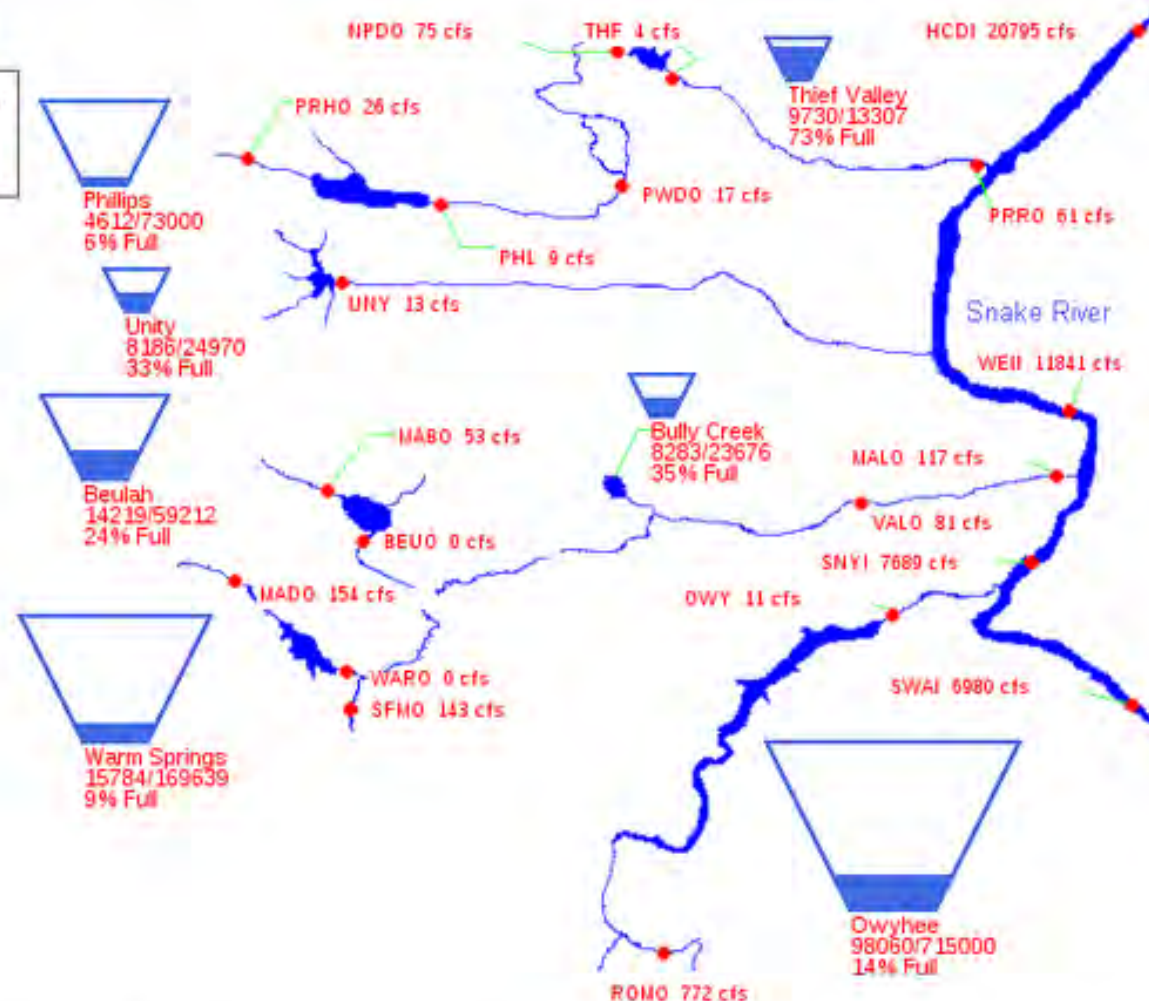 NPDO 75 cfs
THF 4 cfs
HCDI 20795 cfs
PRHO 26 cfs
Thief Valley
9730/13307
73% Full
Phillips
4612/73000
6% Full
PWDO 17 cfs
PRRO 61 cfs
PHL 9 cfs
UNY 13 cfs
Unity
8186/24970
33% Full
Snake River
WEII 11841 cfs
MABO 53 cfs
Bully Creek
8283/23676
35% Full
MALO 117 cfs
Beulah
14219/59212
24% Full
BEUO 0 cfs
VALO 81 cfs
SNYI 7689 cfs
MADO 154 cfs
OWY 11 cfs
WARO 0 cfs
SFMO 143 cfs
SWAI 6980 cfs
Warm Springs
15784/169639
9% Full
Owyhee
98060/715000
14% Full
ROMO 772 cfs